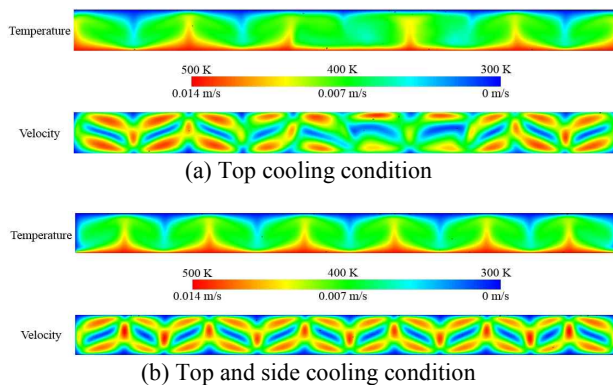 Temperature
500 K 400 K 300 K
0.014 m/s 0.007 m/s 0 m/s
Velocity
(a) Top cooling condition
Temperature
500 K 400 K 300 K
0.014 m/s 0.007 m/s 0 m/s
Velocity
(b) Top and side cooling condition